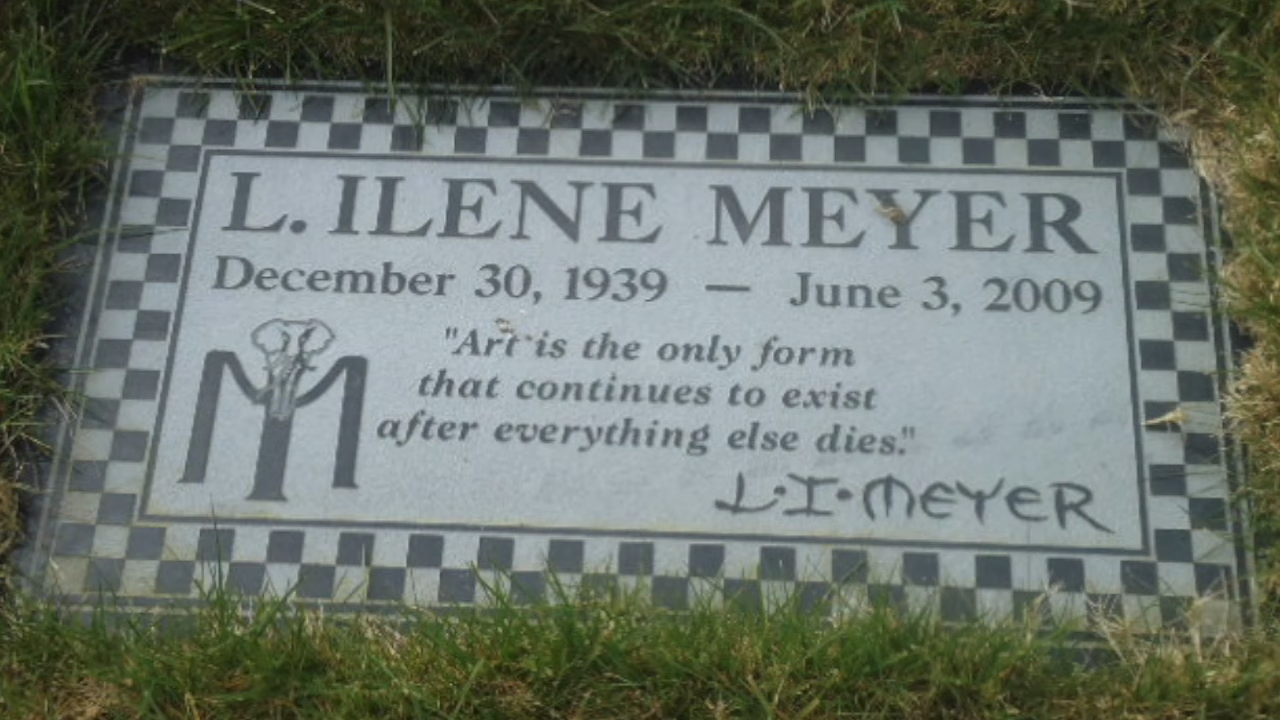 L. ILENE MEYER
December 30, 1939 — June 3, 2009
"Art is the only form
that continues to exist
after everything else dies."
L·I·MEYER